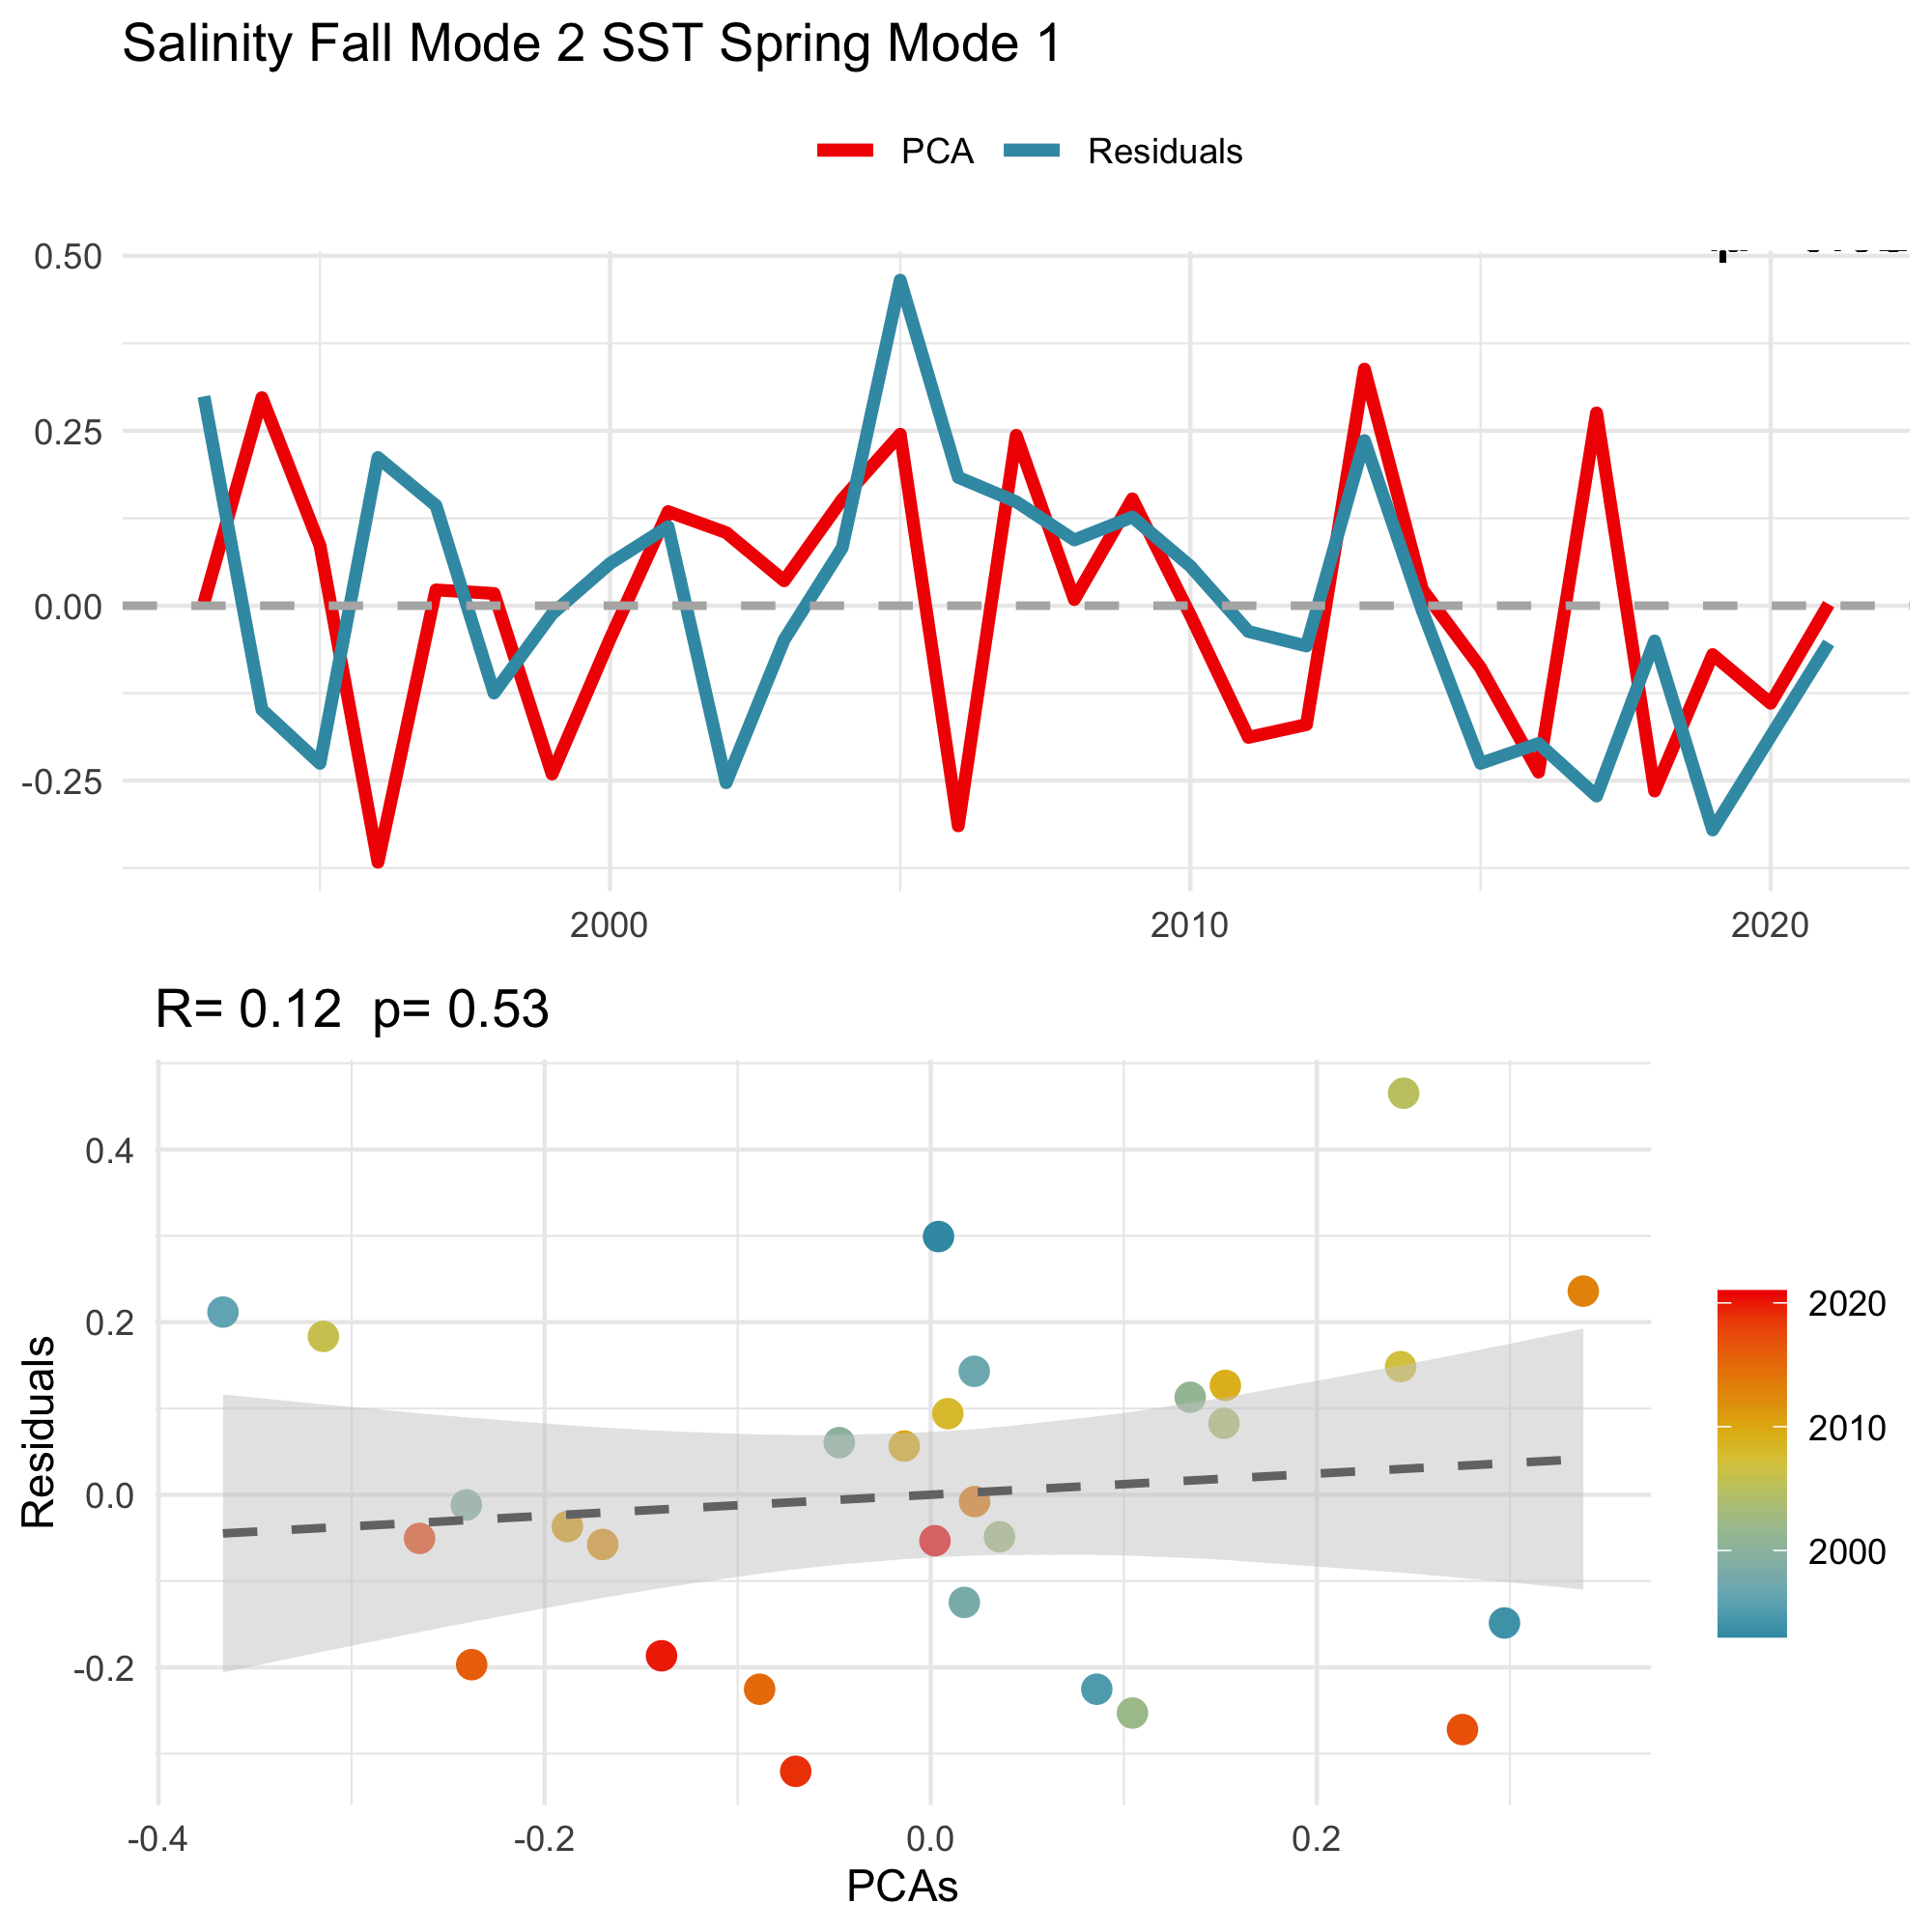 Salinity Fall Mode 2 SST Spring Mode 1
PCA Residuals
0.50
0.25
0.00
-0.25
2000 2010 2020
R= 0.12 p= 0.53
Residuals
0.4
0.2
0.0
-0.2
-0.4 -0.2 0.0 0.2
PCAs
2020
2010
2000